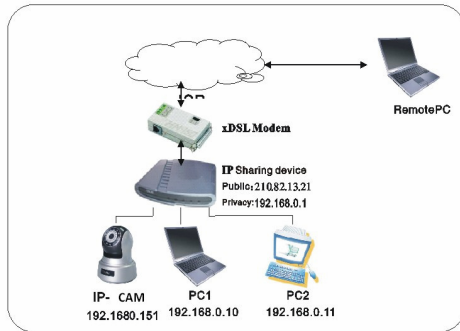 RemotePC
xDSL Modem
IP Sharing device
Public:210.82.13.21
Privacy:192.168.0.1
IP- CAM
192.1680.151
PC1
192.168.0.10
PC2
192.168.0.11